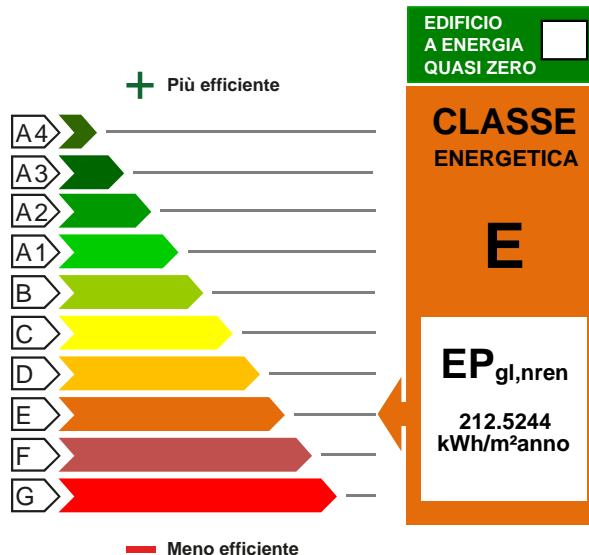 EDIFICIO
A ENERGIA
QUASI ZERO
Più efficiente
A4
A3
A2
A1
B
C
D
E
F
G
Meno efficiente
CLASSE
ENERGETICA
E
EPgl,nren
212.5244
kWh/m²anno